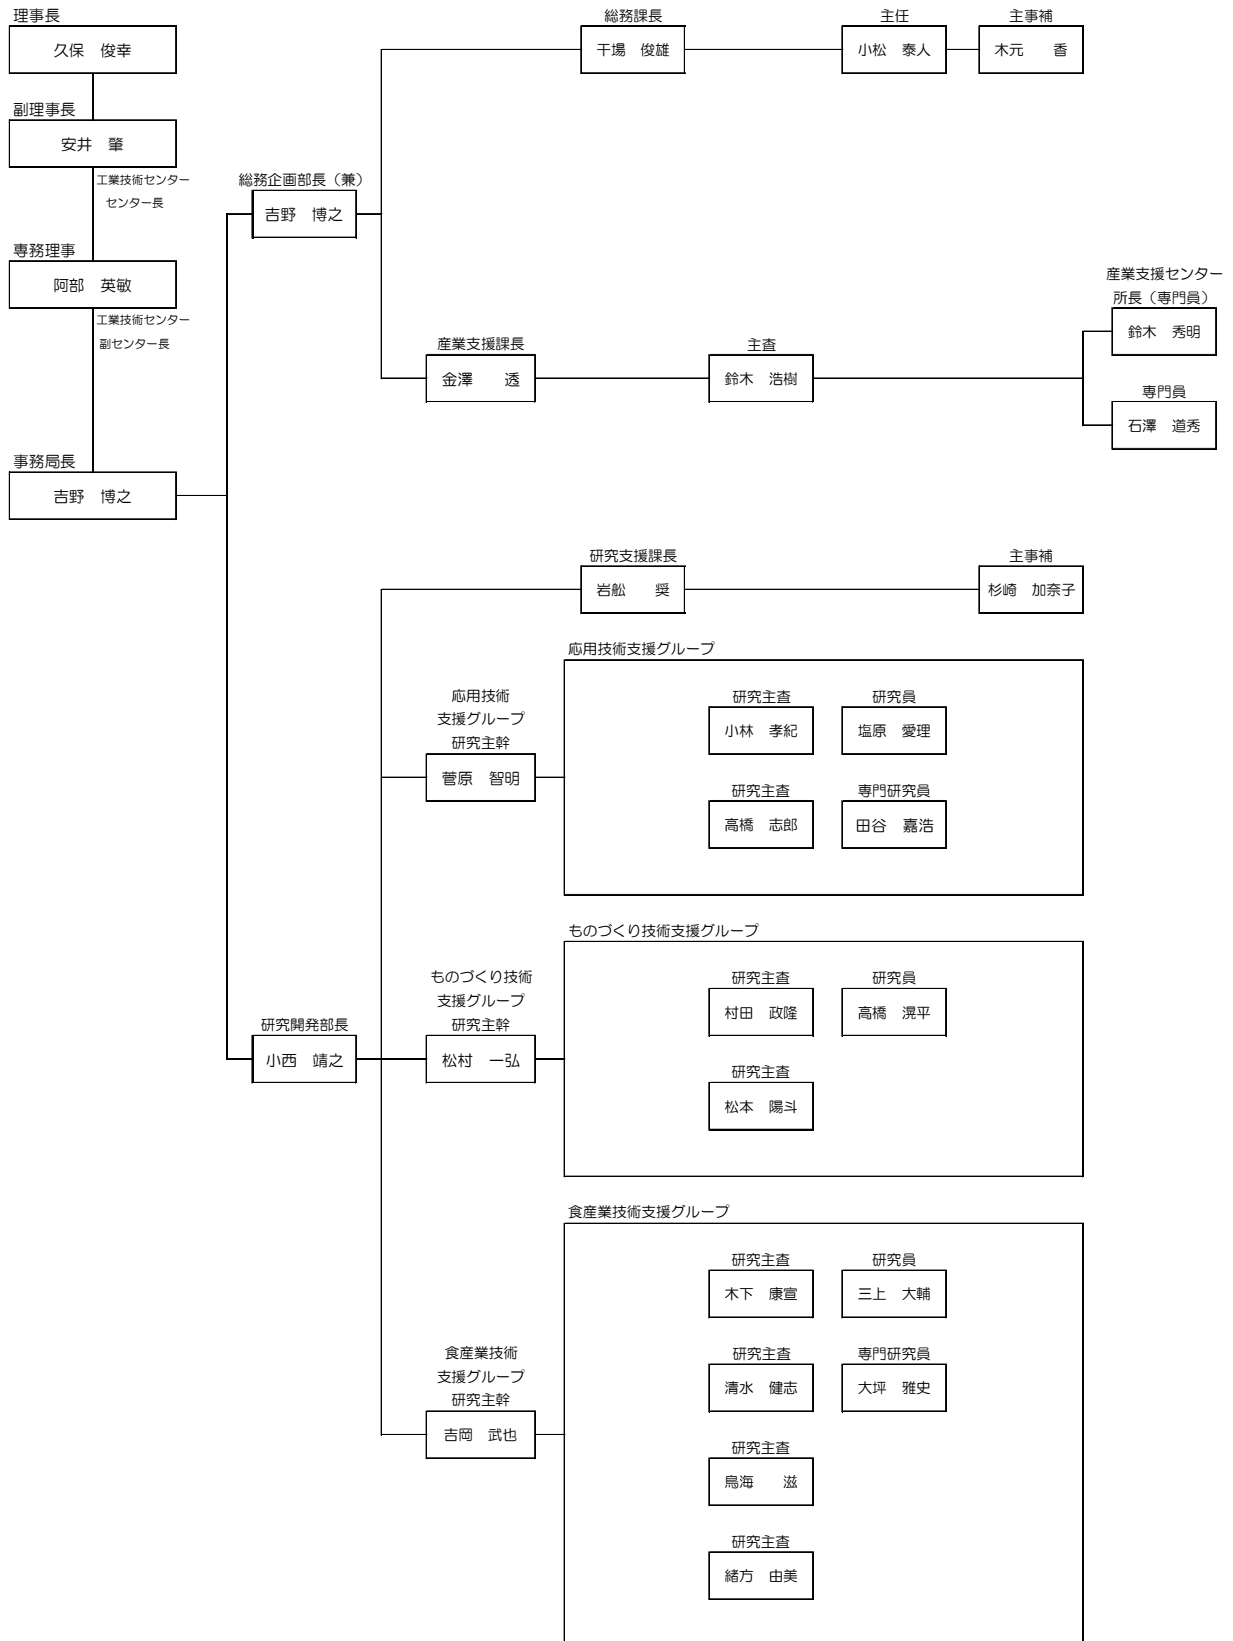 理事長
久保　俊幸
副理事長
安井　肇
工業技術センター
センター長
専務理事
阿部　英敏
工業技術センター
副センター長
事務局長
吉野　博之
総務企画部長（兼）
吉野　博之
総務課長
干場　俊雄
主任
小松　泰人
主事補
木元　香
産業支援課長
金澤　透
主査
鈴木　浩樹
産業支援センター
所長（専門員）
鈴木　秀明
専門員
石澤　道秀
研究開発部長
小西　靖之
研究支援課長
岩舩　奨
主事補
杉崎　加奈子
応用技術
支援グループ
研究主幹
菅原　智明
応用技術支援グループ
研究主査
小林　孝紀
研究員
塩原　愛理
研究主査
高橋　志郎
専門研究員
田谷　嘉浩
ものづくり技術
支援グループ
研究主幹
松村　一弘
ものづくり技術支援グループ
研究主査
村田　政隆
研究員
高橋　滉平
研究主査
松本　陽斗
食産業技術
支援グループ
研究主幹
吉岡　武也
食産業技術支援グループ
研究主査
木下　康宣
研究員
三上　大輔
研究主査
清水　健志
専門研究員
大坪　雅史
研究主査
鳥海　滋
研究主査
緒方　由美